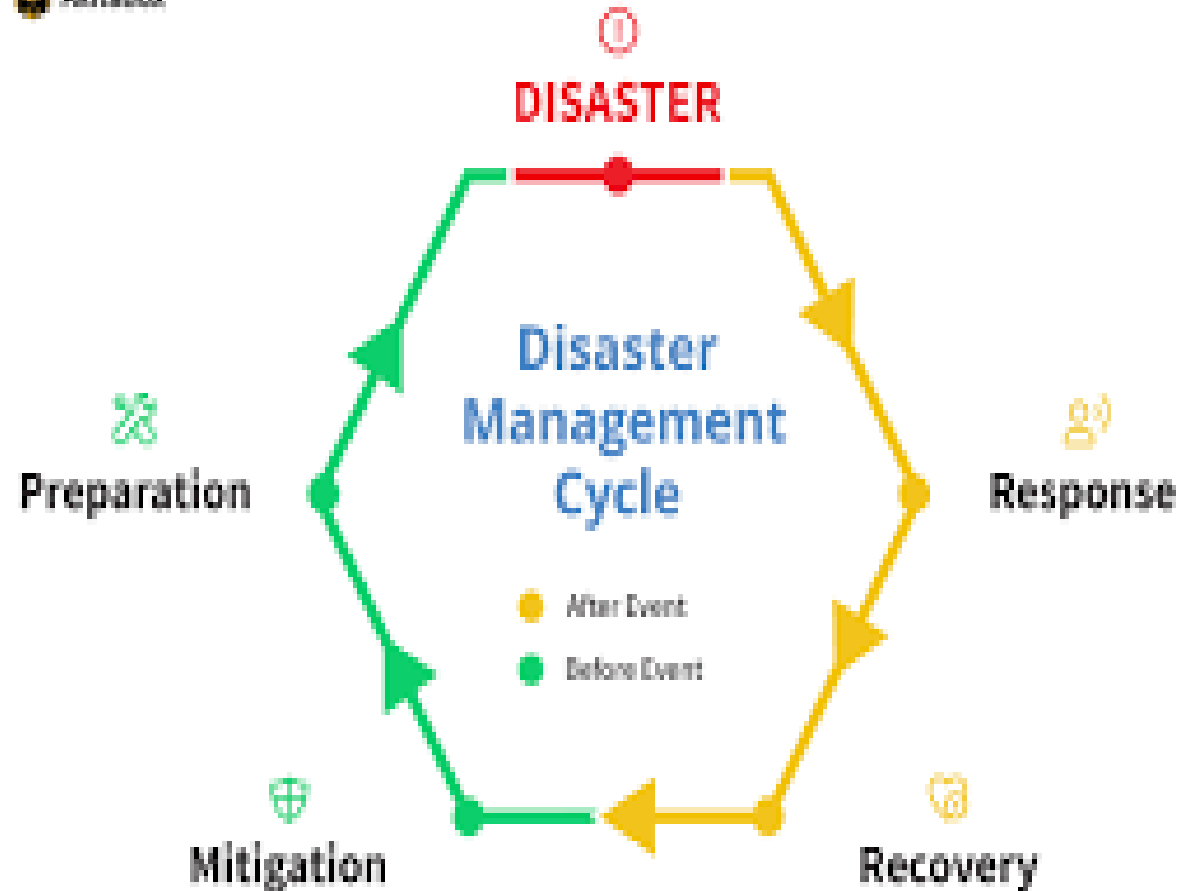 DISASTER
Disaster
Management
Cycle
Preparation
Response
After Event
Before Event
Mitigation
Recovery